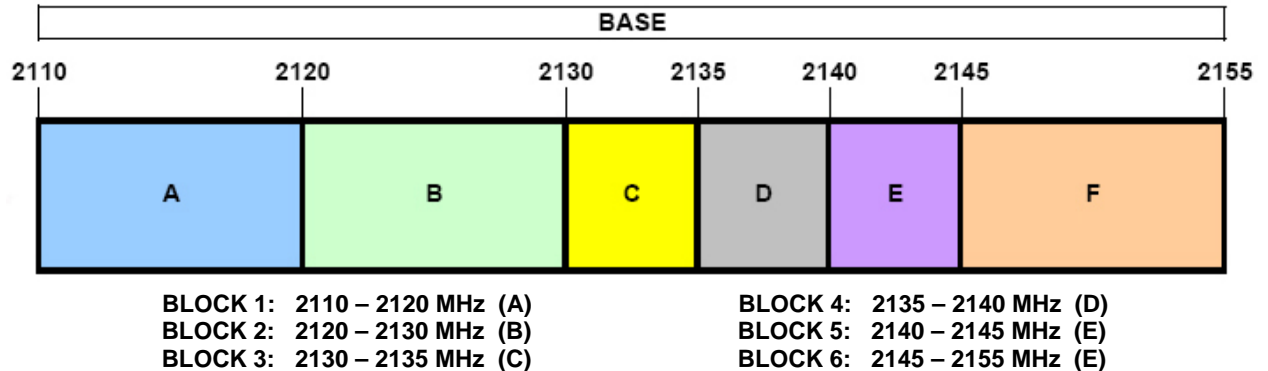 BASE
2110 2120 2130 2135 2140 2145 2155
A B C D E F
BLOCK 1: 2110 – 2120 MHz (A)
BLOCK 2: 2120 – 2130 MHz (B)
BLOCK 3: 2130 – 2135 MHz (C)
BLOCK 4: 2135 – 2140 MHz (D)
BLOCK 5: 2140 – 2145 MHz (E)
BLOCK 6: 2145 – 2155 MHz (E)